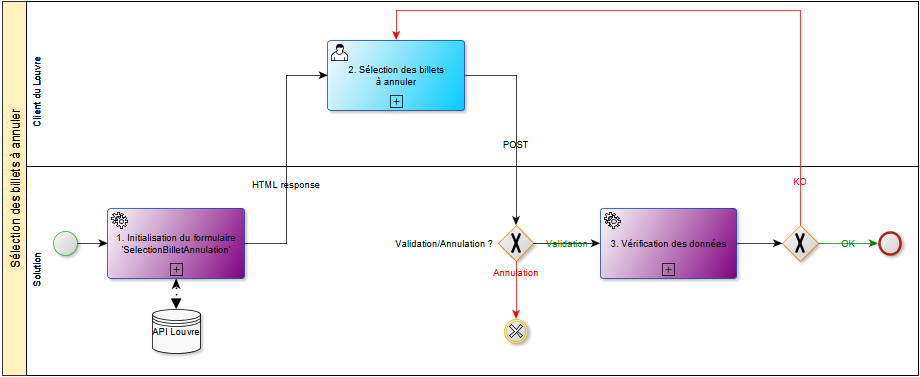 Sélection des billets à annuler
Client du Louvre
2. Sélection des billets
à annuler
POST
KO
HTML response
Solution
1. Initialisation du formulaire
'SelectionBilletAnnulation'
API Louvre
Validation/Annulation ?
Validation
Annulation
3. Vérification des données
OK